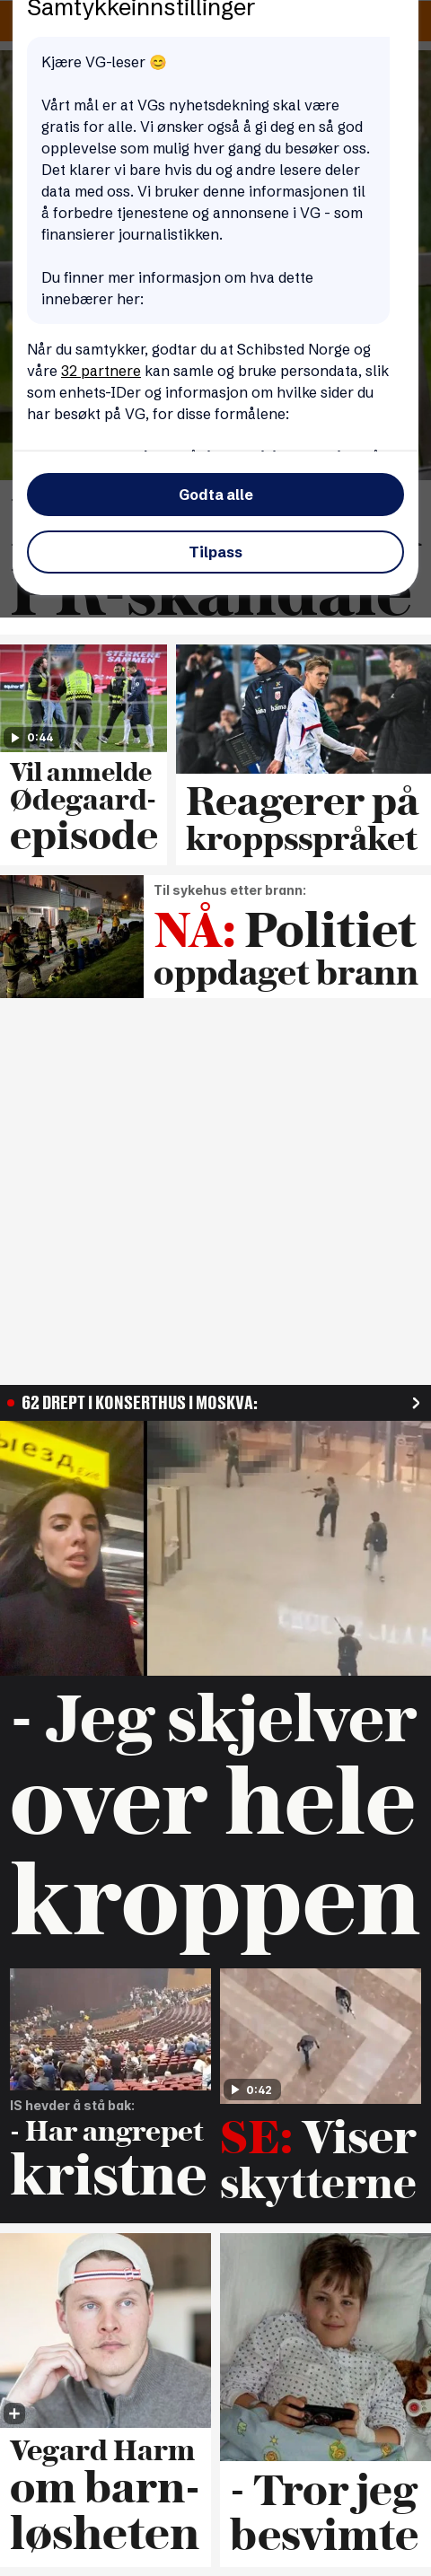 Samtykkeinnstillinger
Kjære VG-leser 😊
Vårt mål er at VGs nyhetsdekning skal være
gratis for alle. Vi ønsker også å gi deg en så god
opplevelse som mulig hver gang du besøker oss.
Det klarer vi bare hvis du og andre lesere deler
data med oss. Vi bruker denne informasjonen til
å forbedre tjenestene og annonsene i VG - som
finansierer journalistikken.
Du finner mer informasjon om hva dette
innebærer her:
Når du samtykker, godtar du at Schibsted Norge og
våre 32 partnere kan samle og bruke persondata, slik
som enhets-IDer og informasjon om hvilke sider du
har besøkt på VG, for disse formålene:
Godta alle
Tilpass
PR-skandale
STERKERE
SAMMEN
0:44
Vil anmelde
Ødegaard-
episode
Reagerer på
kroppsspråket
Til sykehus etter brann:
NÅ: Politiet
oppdaget brann
62 DREPT I KONSERTHUS I MOSKVA:
ыезд
Exit
- Jeg skjelver
over hele
kroppen
IS hevder å stå bak:
- Har angrepet
kristne
0:42
SE: Viser
skytterne
Vegard Harm
om barn-
løsheten
- Tror jeg
besvimte